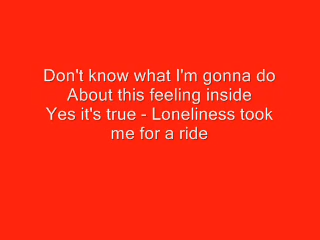 Don't know what I'm gonna do
About this feeling inside
Yes it's true - Loneliness took
me for a ride